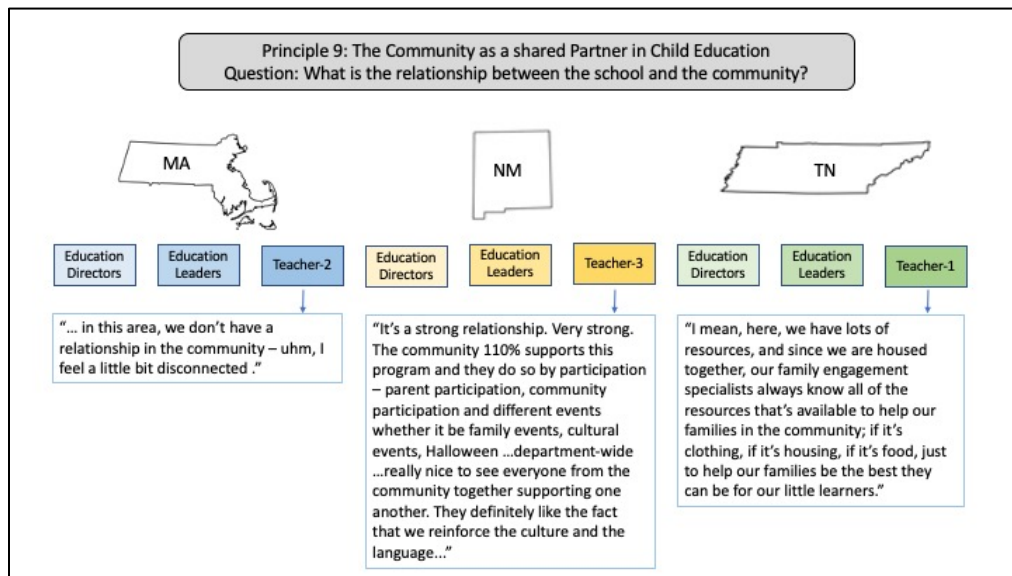 Principle 9: The Community as a shared Partner in Child Education
Question: What is the relationship between the school and the community?
MA
NM
TN
Education
Directors
Education
Leaders
Teacher-2
Education
Directors
Education
Leaders
Teacher-3
Education
Directors
Education
Leaders
Teacher-1
“… in this area, we don’t have a
relationship in the community – uhm, I
feel a little bit disconnected .”
“It’s a strong relationship. Very strong.
The community 110% supports this
program and they do so by participation
– parent participation, community
participation and different events
whether it be family events, cultural
events, Halloween …department-wide
…really nice to see everyone from the
community together supporting one
another. They definitely like the fact
that we reinforce the culture and the
language…”
“I mean, here, we have lots of
resources, and since we are housed
together, our family engagement
specialists always know all of the
resources that’s available to help our
families in the community; if it’s
clothing, if it’s housing, if it’s food, just
to help our families be the best they
can be for our little learners.”